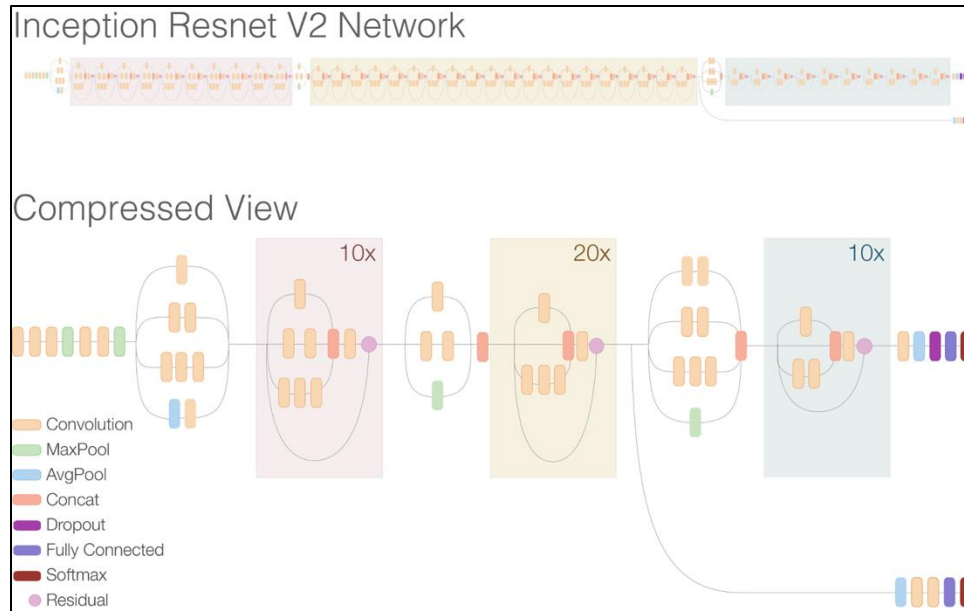 Inception Resnet V2 Network
Compressed View
10x
20x
10x
Convolution
MaxPool
AvgPool
Concat
Dropout
Fully Connected
Softmax
Residual